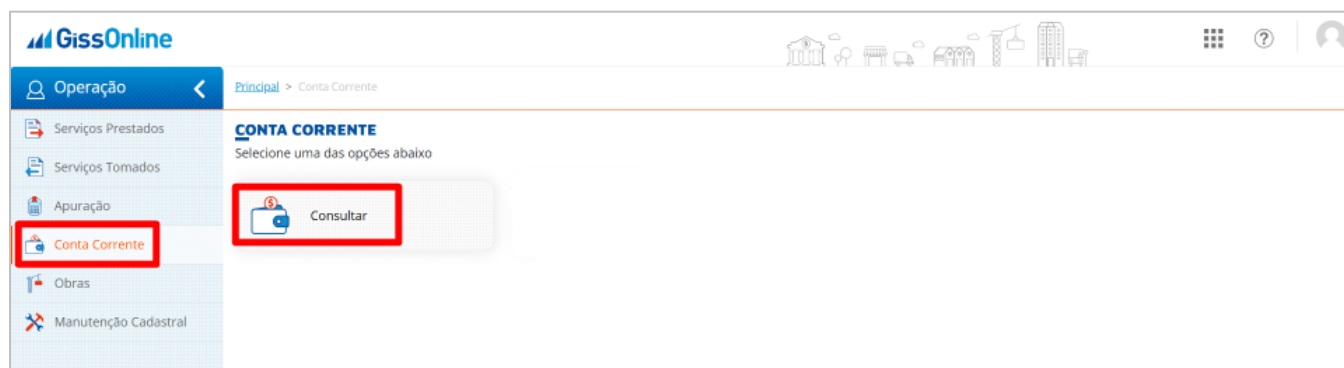 GissOnline
Operação
Principal > Conta Corrente
Serviços Prestados
Serviços Tomados
Apuração
Conta Corrente
Obras
Manutenção Cadastral
CONTA CORRENTE
Selecione uma das opções abaixo
Consultar